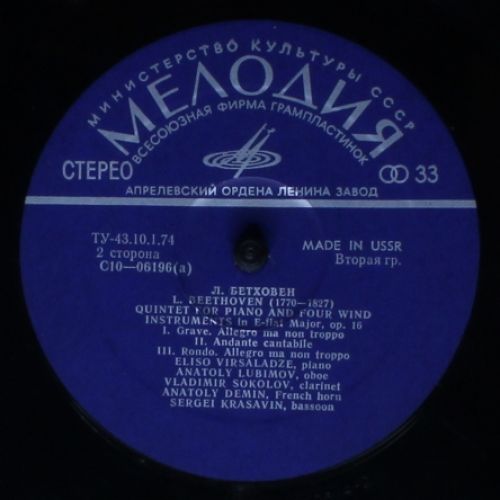 МИНИСТЕРСТВО КУЛЬТУРЫ СССР
МЕЛОДИЯ
ВСЕСОЮЗНАЯ ФИРМА ГРАМПЛАСТИНОК
СТЕРЕО
33
АПРЕЛЕВСКИЙ ОРДЕНА ЛЕНИНА ЗАВОД
ТУ-43.10.1.74
MADE IN USSR
2 сторона
Вторая гр.
С10—06196(а)
Л. БЕТХОВЕН
L. BEETHOVEN (1770—1827)
QUINTET FOR PIANO AND FOUR WIND
INSTRUMENTS in E-flat Major, op. 16
I. Grave. Allegro ma non troppo
II. Andante cantabile
III. Rondo. Allegro ma non troppo
ELISO VIRSALADZE, piano
ANATOLY LUBIMOV, oboe
VLADIMIR SOKOLOV, clarinet
ANATOLY DEMIN, French horn
SERGEI KRASAVIN, bassoon